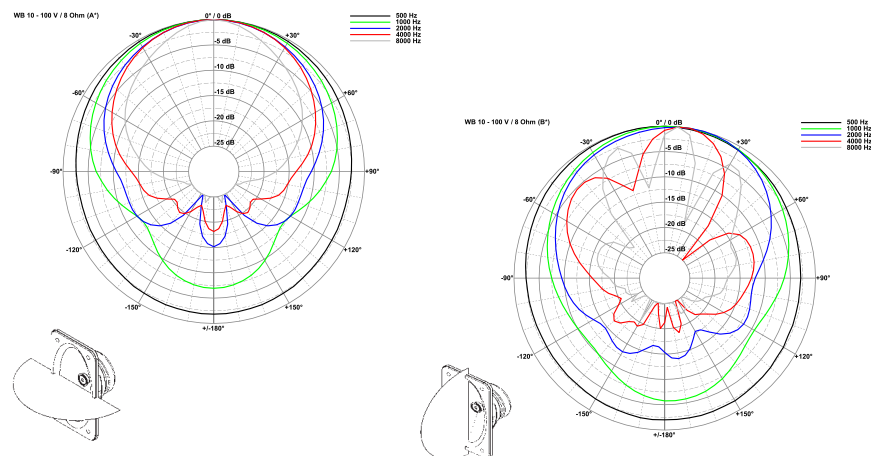 WB 10 - 100 V / 8 Ohm (A*)
0° / 0 dB
500 Hz
1000 Hz
2000 Hz
4000 Hz
8000 Hz
-30°
+30°
-5 dB
-10 dB
-60°
+60°
-15 dB
-20 dB
-25 dB
-90°
+90°
-120°
+120°
-150°
+150°
+/-180°
WB 10 - 100 V / 8 Ohm (B*)
0° / 0 dB
500 Hz
1000 Hz
2000 Hz
4000 Hz
8000 Hz
-30°
+30°
-5 dB
-10 dB
-60°
+60°
-15 dB
-20 dB
-25 dB
-90°
+90°
-120°
+120°
-150°
+150°
+/-180°